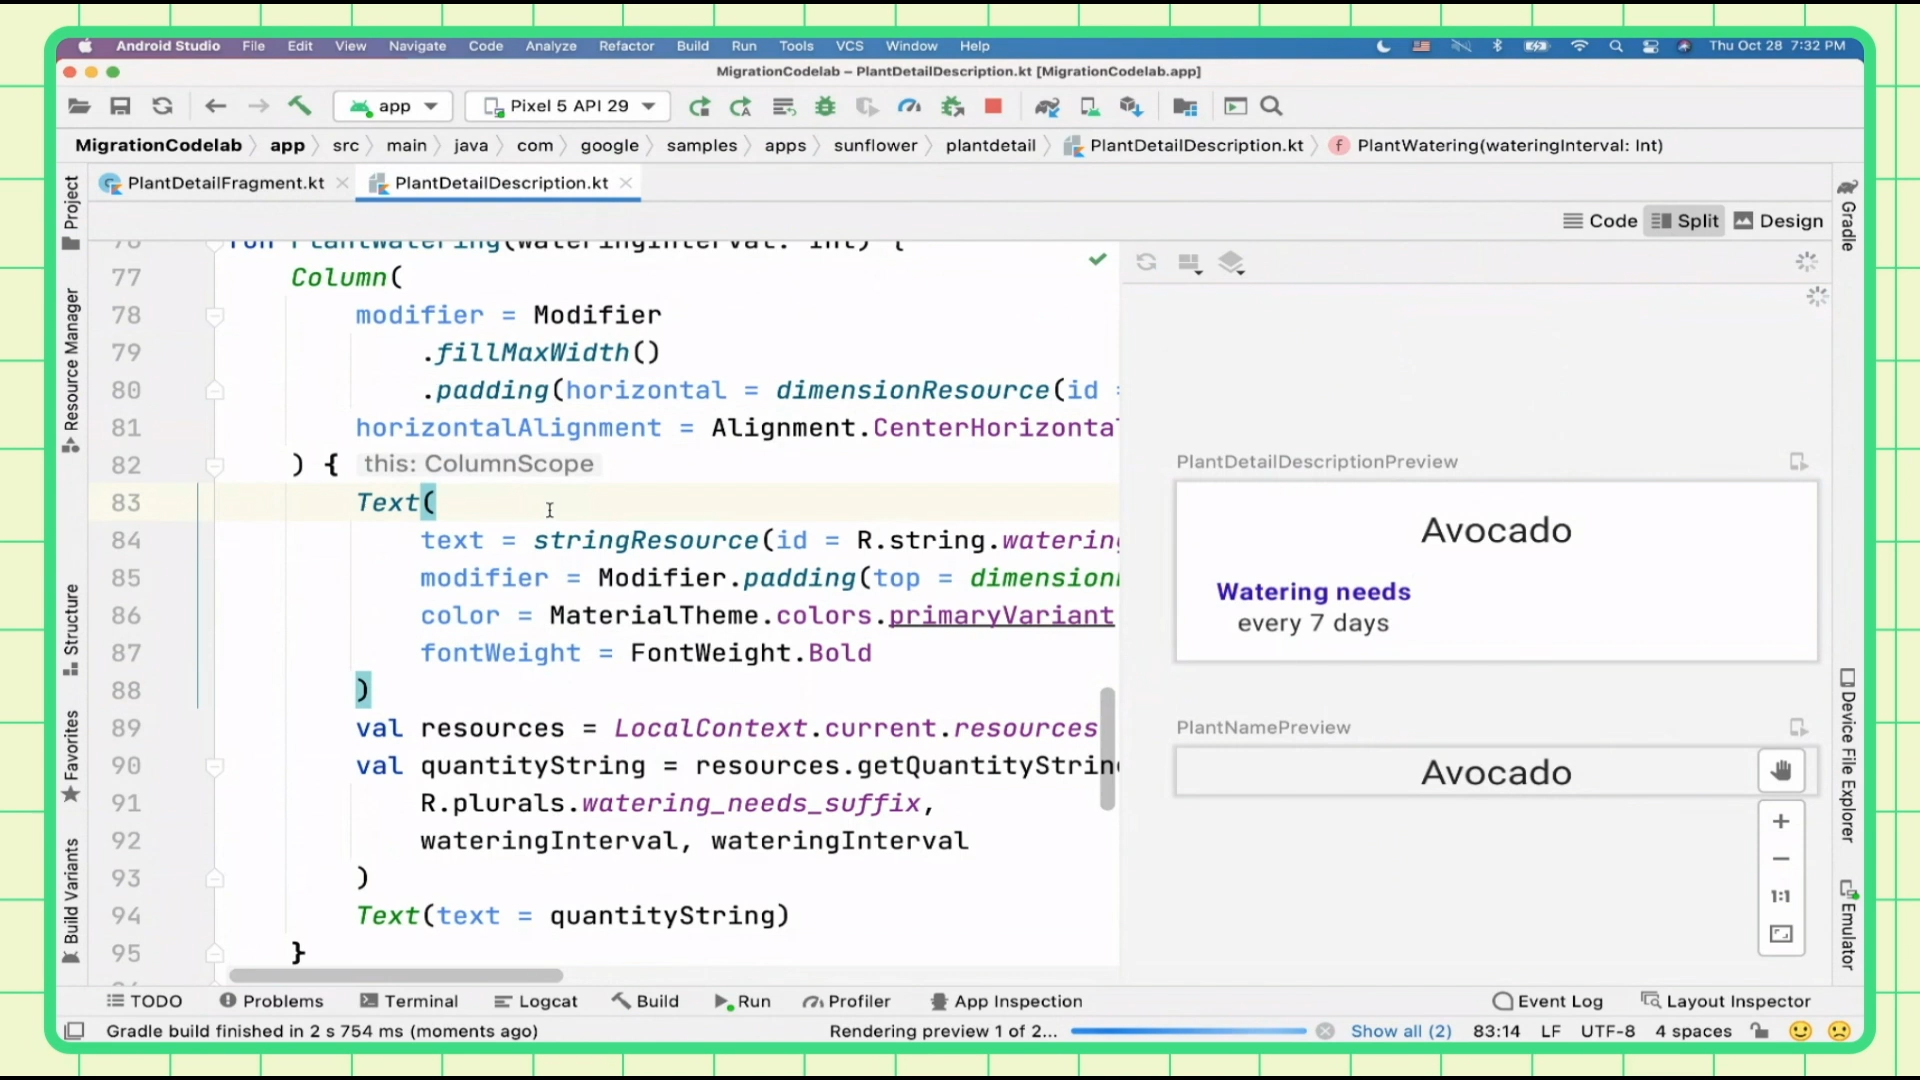 Android Studio File Edit View Navigate Code Analyze Refactor Build Run Tools VCS Window Help Thu Oct 28 7:32 PM
MigrationCodelab – PlantDetailDescription.kt [MigrationCodelab.app]
app Pixel 5 API 29
MigrationCodelab app src main java com google samples apps sunflower plantdetail PlantDetailDescription.kt f PlantWatering(wateringInterval: Int)
PlantDetailFragment.kt PlantDetailDescription.kt
Code Split Design
Project
Resource Manager
Structure
Favorites
Build Variants
76 fun PlantWatering(wateringInterval: Int) {
77 Column(
78 modifier = Modifier
79 .fillMaxWidth()
80 .padding(horizontal = dimensionResource(id =
81 horizontalAlignment = Alignment.CenterHorizontal
82 ) { this: ColumnScope
83 Text(
84 text = stringResource(id = R.string.watering
85 modifier = Modifier.padding(top = dimension
86 color = MaterialTheme.colors.primaryVariant
87 fontWeight = FontWeight.Bold
88 )
89 val resources = LocalContext.current.resources
90 val quantityString = resources.getQuantityString
91 R.plurals.watering_needs_suffix,
92 wateringInterval, wateringInterval
93 )
94 Text(text = quantityString)
95 }
PlantDetailDescriptionPreview
Avocado
Watering needs
every 7 days
PlantNamePreview
Avocado
+
−
1:1
Gradle
Device File Explorer
Emulator
TODO Problems Terminal Logcat Build Run Profiler App Inspection Event Log Layout Inspector
Gradle build finished in 2 s 754 ms (moments ago) Rendering preview 1 of 2... Show all (2) 83:14 LF UTF-8 4 spaces